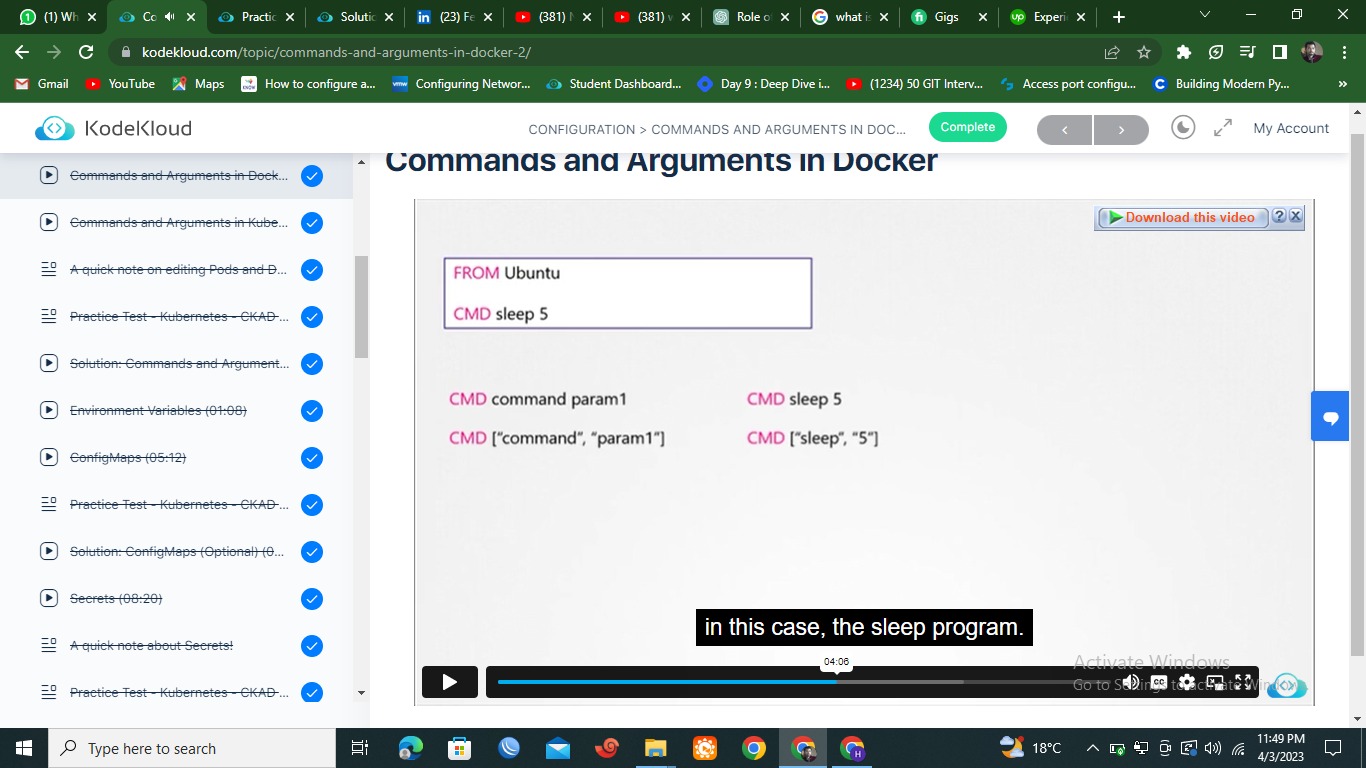 (1) Wh
Co
Practic
Solutic
(23) Fe
(381) N
(381) w
Role o
what is
Gigs
Experi
kodekloud.com/topic/commands-and-arguments-in-docker-2/
Gmail
YouTube
Maps
How to configure a...
Configuring Networ...
Student Dashboard...
Day 9 : Deep Dive i...
(1234) 50 GIT Interv...
Access port configu...
Building Modern Py...
»
KodeKloud
CONFIGURATION > COMMANDS AND ARGUMENTS IN DOC...
Complete
My Account
Commands and Arguments in Dock...
Commands and Arguments in Kube...
A quick note on editing Pods and D...
Practice Test - Kubernetes - CKAD ...
Solution: Commands and Argument...
Environment Variables (01:08)
ConfigMaps (05:12)
Practice Test - Kubernetes - CKAD ...
Solution: ConfigMaps (Optional) (0...
Secrets (08:20)
A quick note about Secrets!
Practice Test - Kubernetes - CKAD ...
Commands and Arguments in Docker
Download this video
FROM Ubuntu
CMD sleep 5
CMD command param1
CMD sleep 5
CMD ["command", "param1"]
CMD ["sleep", "5"]
in this case, the sleep program.
04:06
Activate Windows
Go to Settings to activate Windows.
Type here to search
18°C
11:49 PM
4/3/2023